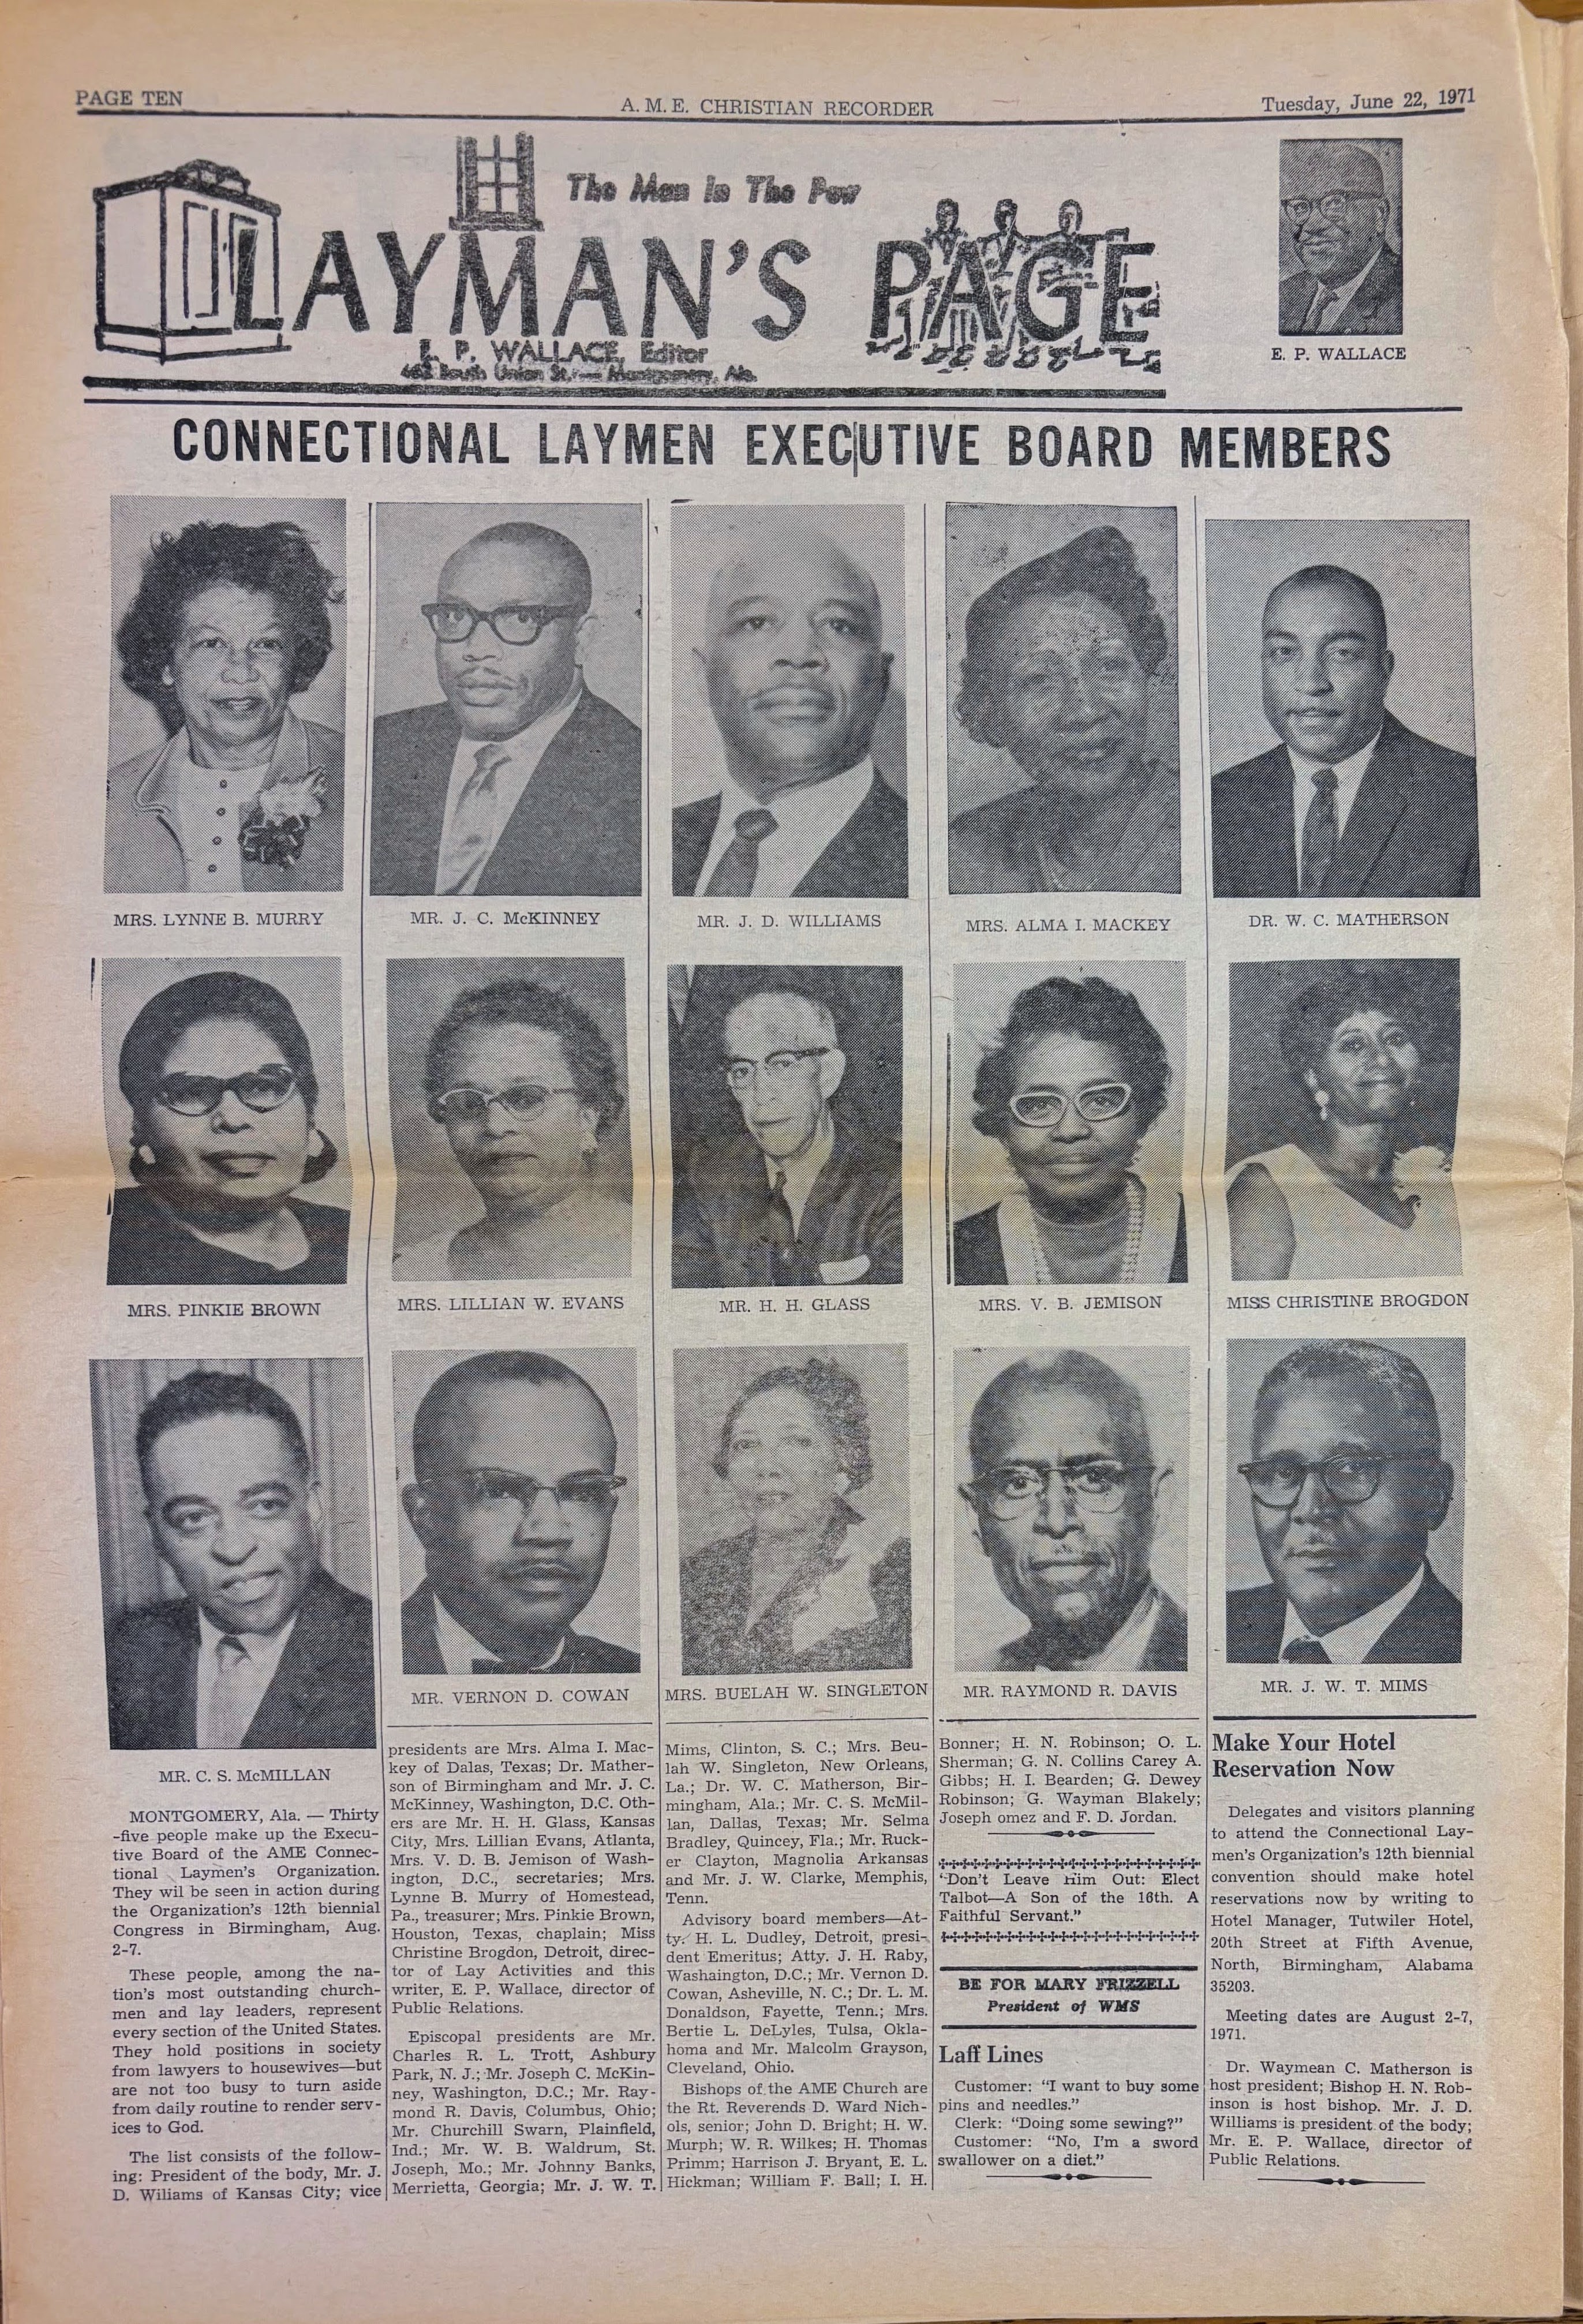 PAGE TEN
A. M. E. CHRISTIAN RECORDER
Tuesday, June 22, 1971
The Man in The Pew
LAYMAN'S PAGE
E. P. WALLACE, Editor
South Union St. — Montgomery, Ala.
E. P. WALLACE
CONNECTIONAL LAYMEN EXECUTIVE BOARD MEMBERS
MRS. LYNNE B. MURRY
MR. J. C. McKINNEY
MR. J. D. WILLIAMS
MRS. ALMA I. MACKEY
DR. W. C. MATHERSON
MRS. PINKIE BROWN
MRS. LILLIAN W. EVANS
MR. H. H. GLASS
MRS. V. B. JEMISON
MISS CHRISTINE BROGDON
MR. C. S. McMILLAN
MR. VERNON D. COWAN
MRS. BUELAH W. SINGLETON
MR. RAYMOND R. DAVIS
MR. J. W. T. MIMS
MONTGOMERY, Ala. — Thirty
-five people make up the Execu-
tive Board of the AME Connec-
tional Laymen's Organization.
They wil be seen in action during
the Organization's 12th biennial
Congress in Birmingham, Aug.
2-7.
These people, among the na-
tion's most outstanding church-
men and lay leaders, represent
every section of the United States.
They hold positions in society
from lawyers to housewives—but
are not too busy to turn aside
from daily routine to render serv-
ices to God.
The list consists of the follow-
ing: President of the body, Mr. J.
D. Wiliams of Kansas City; vice
presidents are Mrs. Alma I. Mac-
key of Dalas, Texas; Dr. Mather-
son of Birmingham and Mr. J. C.
McKinney, Washington, D.C. Oth-
ers are Mr. H. H. Glass, Kansas
City, Mrs. Lillian Evans, Atlanta,
Mrs. V. D. B. Jemison of Wash-
ington, D.C., secretaries; Mrs.
Lynne B. Murry of Homestead,
Pa., treasurer; Mrs. Pinkie Brown,
Houston, Texas, chaplain; Miss
Christine Brogdon, Detroit, direc-
tor of Lay Activities and this
writer, E. P. Wallace, director of
Public Relations.
Episcopal presidents are Mr.
Charles R. L. Trott, Ashbury
Park, N. J.; Mr. Joseph C. McKin-
ney, Washington, D.C.; Mr. Ray-
mond R. Davis, Columbus, Ohio;
Mr. Churchill Swarn, Plainfield,
Ind.; Mr. W. B. Waldrum, St.
Joseph, Mo.; Mr. Johnny Banks,
Merrietta, Georgia; Mr. J. W. T.
Mims, Clinton, S. C.; Mrs. Beu-
lah W. Singleton, New Orleans,
La.; Dr. W. C. Matherson, Bir-
mingham, Ala.; Mr. C. S. McMil-
lan, Dallas, Texas; Mr. Selma
Bradley, Quincey, Fla.; Mr. Ruck-
er Clayton, Magnolia Arkansas
and Mr. J. W. Clarke, Memphis,
Tenn.
Advisory board members—At-
ty. H. L. Dudley, Detroit, presi-
dent Emeritus; Atty. J. H. Raby,
Washaington, D.C.; Mr. Vernon D.
Cowan, Asheville, N. C.; Dr. L. M.
Donaldson, Fayette, Tenn.; Mrs.
Bertie L. DeLyles, Tulsa, Okla-
homa and Mr. Malcolm Grayson,
Cleveland, Ohio.
Bishops of the AME Church are
the Rt. Reverends D. Ward Nich-
ols, senior; John D. Bright; H. W.
Murph; W. R. Wilkes; H. Thomas
Primm; Harrison J. Bryant, E. L.
Hickman; William F. Ball; I. H.
Bonner; H. N. Robinson; O. L.
Sherman; G. N. Collins Carey A.
Gibbs; H. I. Bearden; G. Dewey
Robinson; G. Wayman Blakely;
Joseph omez and F. D. Jordan.
"Don't Leave Him Out: Elect
Talbot—A Son of the 16th. A
Faithful Servant."
BE FOR MARY FRIZZELL
President of WMS
Laff Lines
Customer: "I want to buy some
pins and needles."
Clerk: "Doing some sewing?"
Customer: "No, I'm a sword
swallower on a diet."
Make Your Hotel
Reservation Now
Delegates and visitors planning
to attend the Connectional Lay-
men's Organization's 12th biennial
convention should make hotel
reservations now by writing to
Hotel Manager, Tutwiler Hotel,
20th Street at Fifth Avenue,
North, Birmingham, Alabama
35203.
Meeting dates are August 2-7,
1971.
Dr. Waymean C. Matherson is
host president; Bishop H. N. Rob-
inson is host bishop. Mr. J. D.
Williams is president of the body;
Mr. E. P. Wallace, director of
Public Relations.